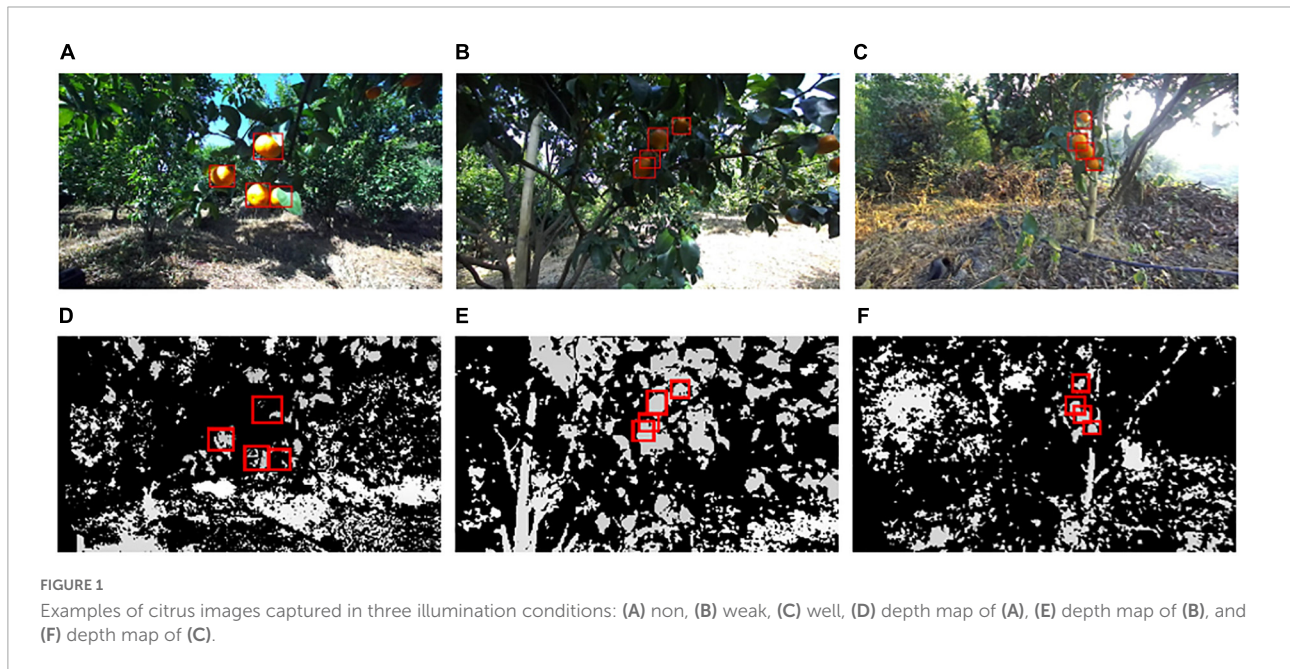 A
B
C
D
E
F
FIGURE 1
Examples of citrus images captured in three illumination conditions: (A) non, (B) weak, (C) well, (D) depth map of (A), (E) depth map of (B), and
(F) depth map of (C).